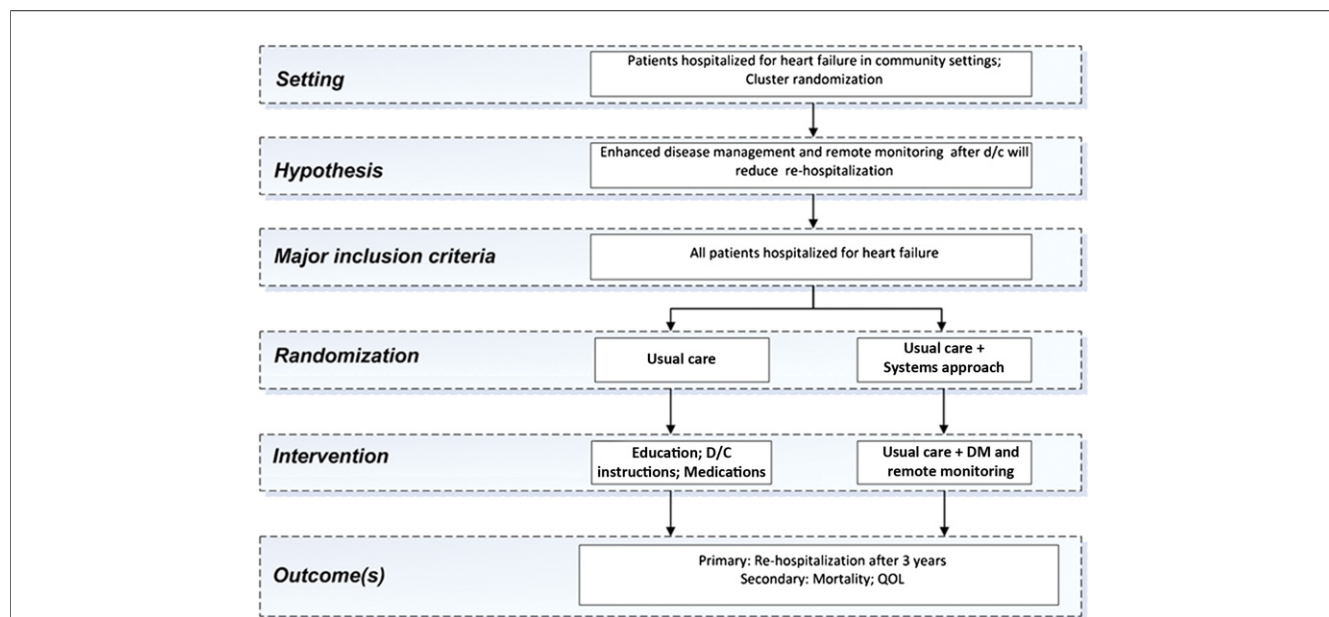 Setting
Patients hospitalized for heart failure in community settings;
Cluster randomization
Hypothesis
Enhanced disease management and remote monitoring after d/c will
reduce re-hospitalization
Major inclusion criteria
All patients hospitalized for heart failure
Randomization
Usual care
Usual care +
Systems approach
Intervention
Education; D/C
instructions; Medications
Usual care + DM and
remote monitoring
Outcome(s)
Primary: Re-hospitalization after 3 years
Secondary: Mortality; QOL